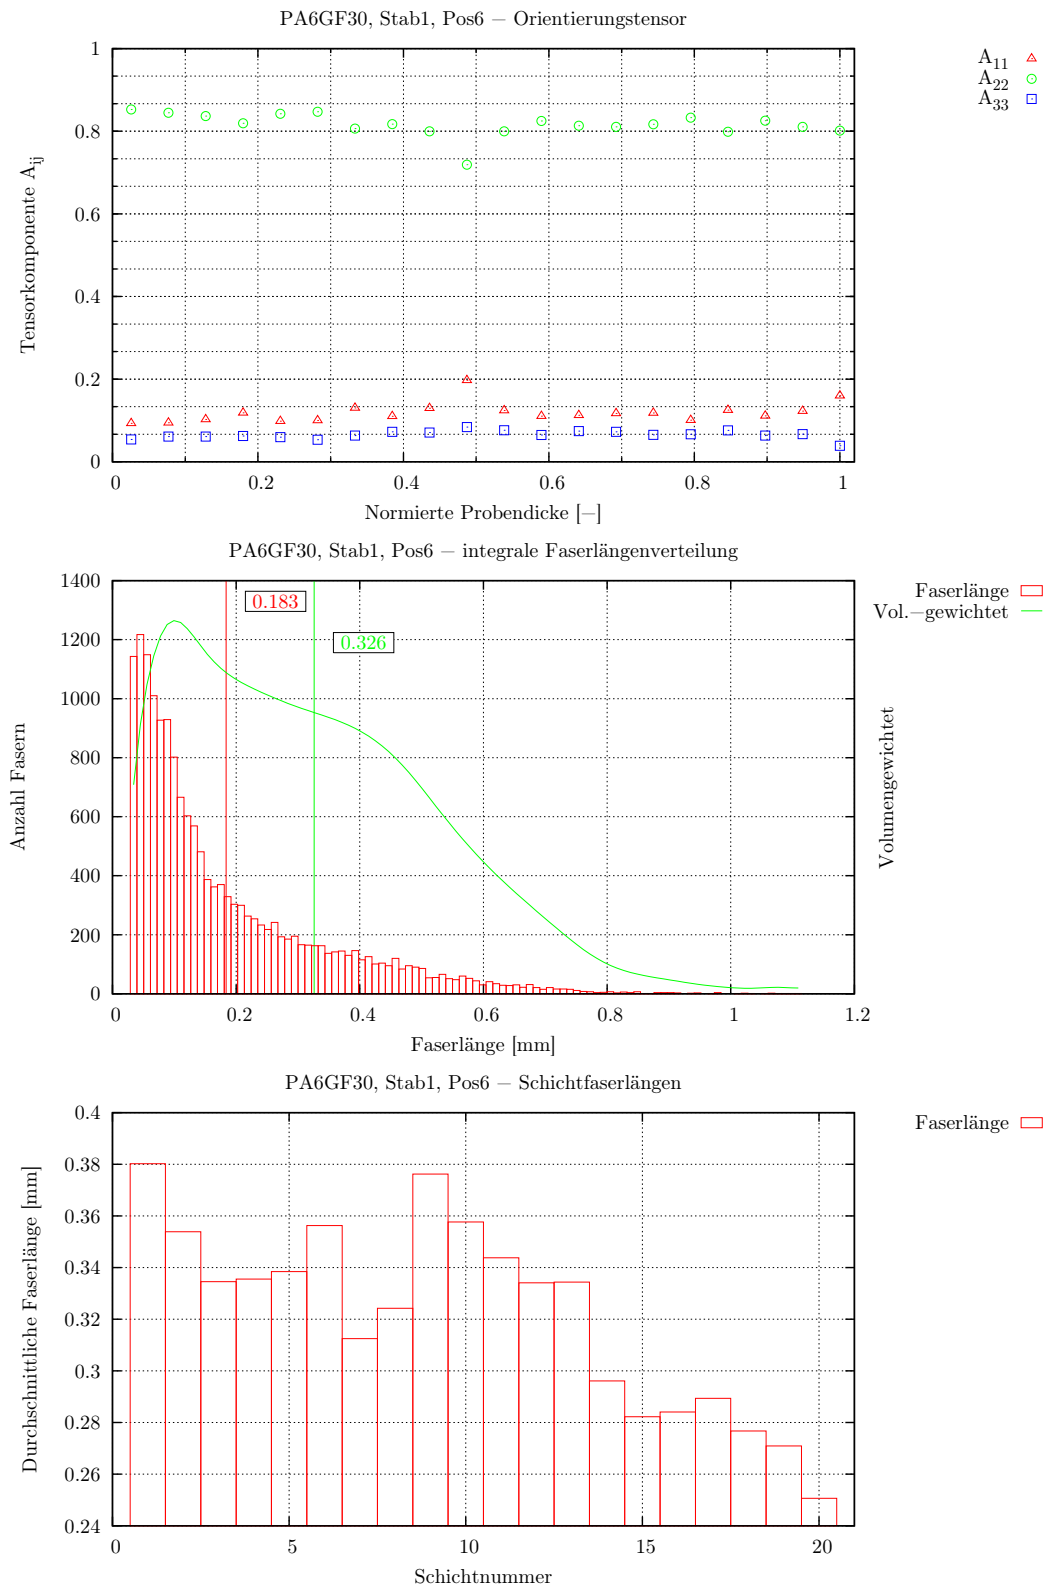 PA6GF30, Stab1, Pos6 – Orientierungstensor
A11
A22
A33
Tensorkomponente Aij
1
0.8
0.6
0.4
0.2
0
0 0.2 0.4 0.6 0.8 1
Normierte Probendicke [–]
PA6GF30, Stab1, Pos6 – integrale Faserlängenverteilung
Faserlänge
Vol.–gewichtet
0.183
0.326
Anzahl Fasern
Volumengewichtet
1400
1200
1000
800
600
400
200
0
0 0.2 0.4 0.6 0.8 1 1.2
Faserlänge [mm]
PA6GF30, Stab1, Pos6 – Schichtfaserlängen
Faserlänge
Durchschnittliche Faserlänge [mm]
0.4
0.38
0.36
0.34
0.32
0.3
0.28
0.26
0.24
0 5 10 15 20
Schichtnummer